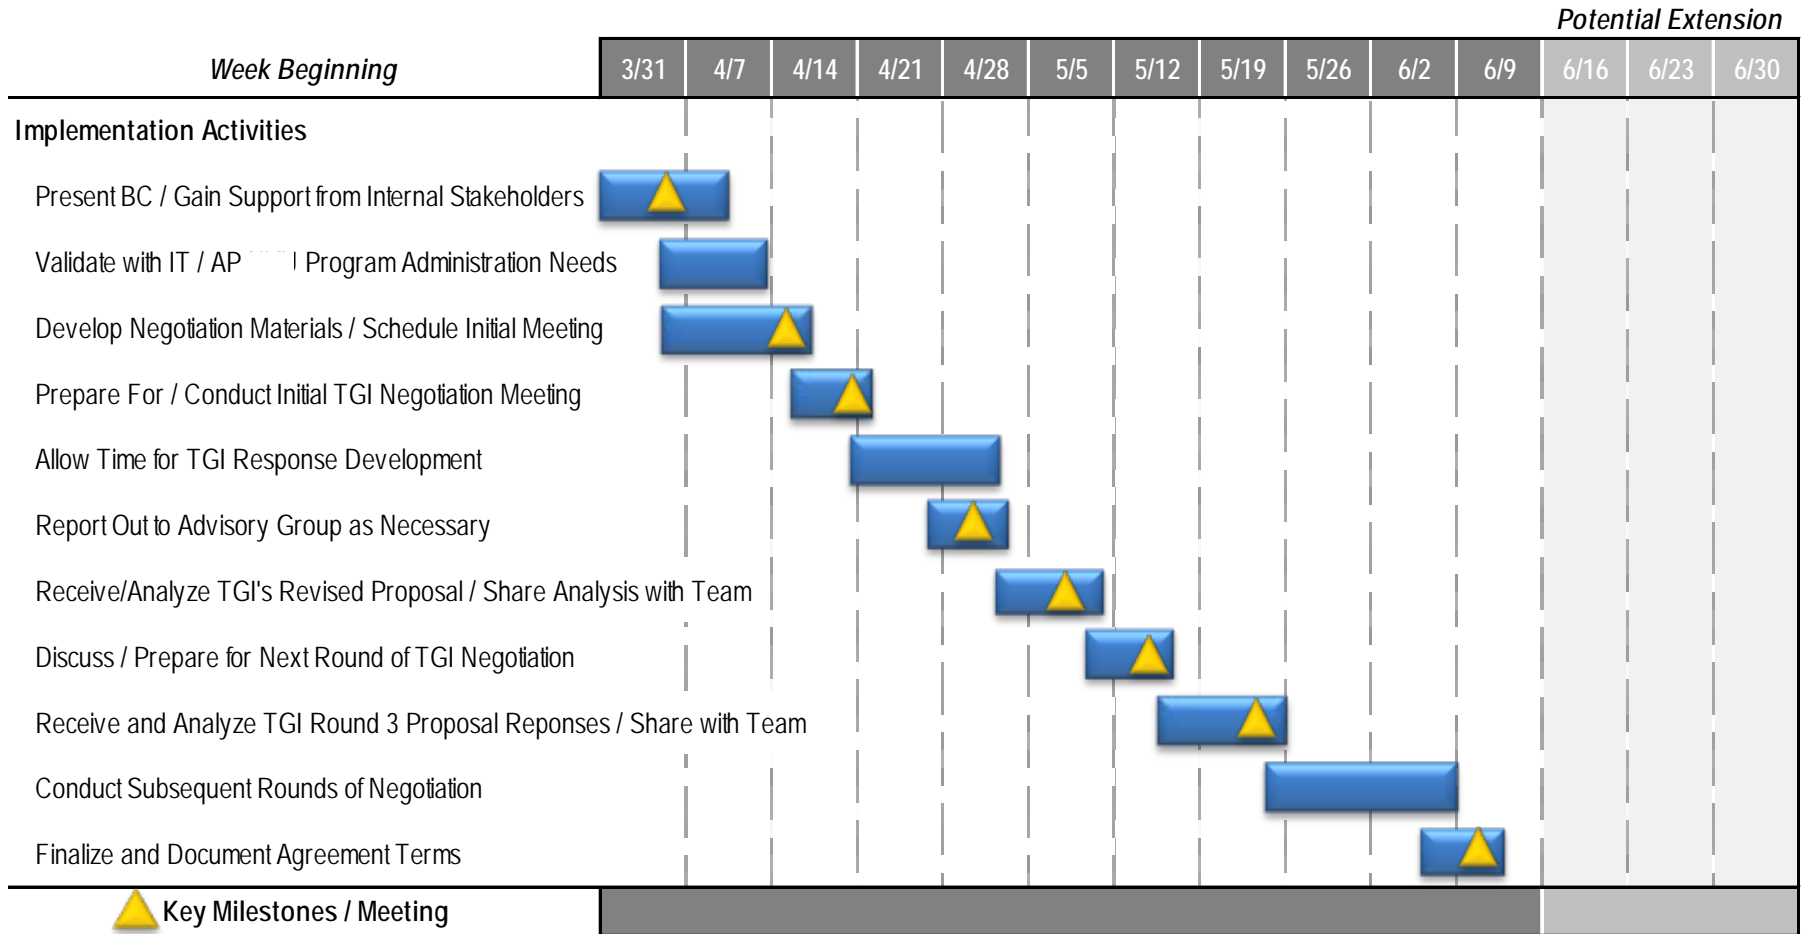 Potential Extension
Week Beginning 3/31 4/7 4/14 4/21 4/28 5/5 5/12 5/19 5/26 6/2 6/9 6/16 6/23 6/30
Implementation Activities
Present BC / Gain Support from Internal Stakeholders
Validate with IT / AP Program Administration Needs
Develop Negotiation Materials / Schedule Initial Meeting
Prepare For / Conduct Initial TGI Negotiation Meeting
Allow Time for TGI Response Development
Report Out to Advisory Group as Necessary
Receive/Analyze TGI's Revised Proposal / Share Analysis with Team
Discuss / Prepare for Next Round of TGI Negotiation
Receive and Analyze TGI Round 3 Proposal Reponses / Share with Team
Conduct Subsequent Rounds of Negotiation
Finalize and Document Agreement Terms
Key Milestones / Meeting